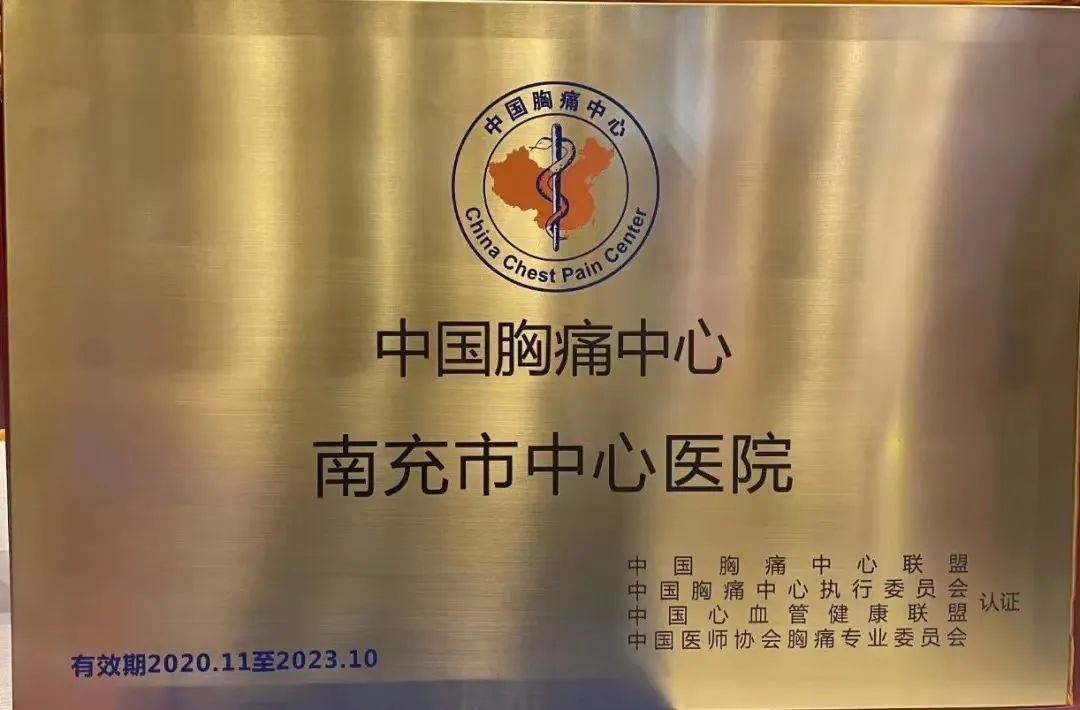 中国胸痛中心
China Chest Pain Center
中国胸痛中心
南充市中心医院
中国胸痛中心联盟
中国胸痛中心执行委员会
中国心血管健康联盟
中国医师协会胸痛专业委员会
认证
有效期2020.11至2023.10